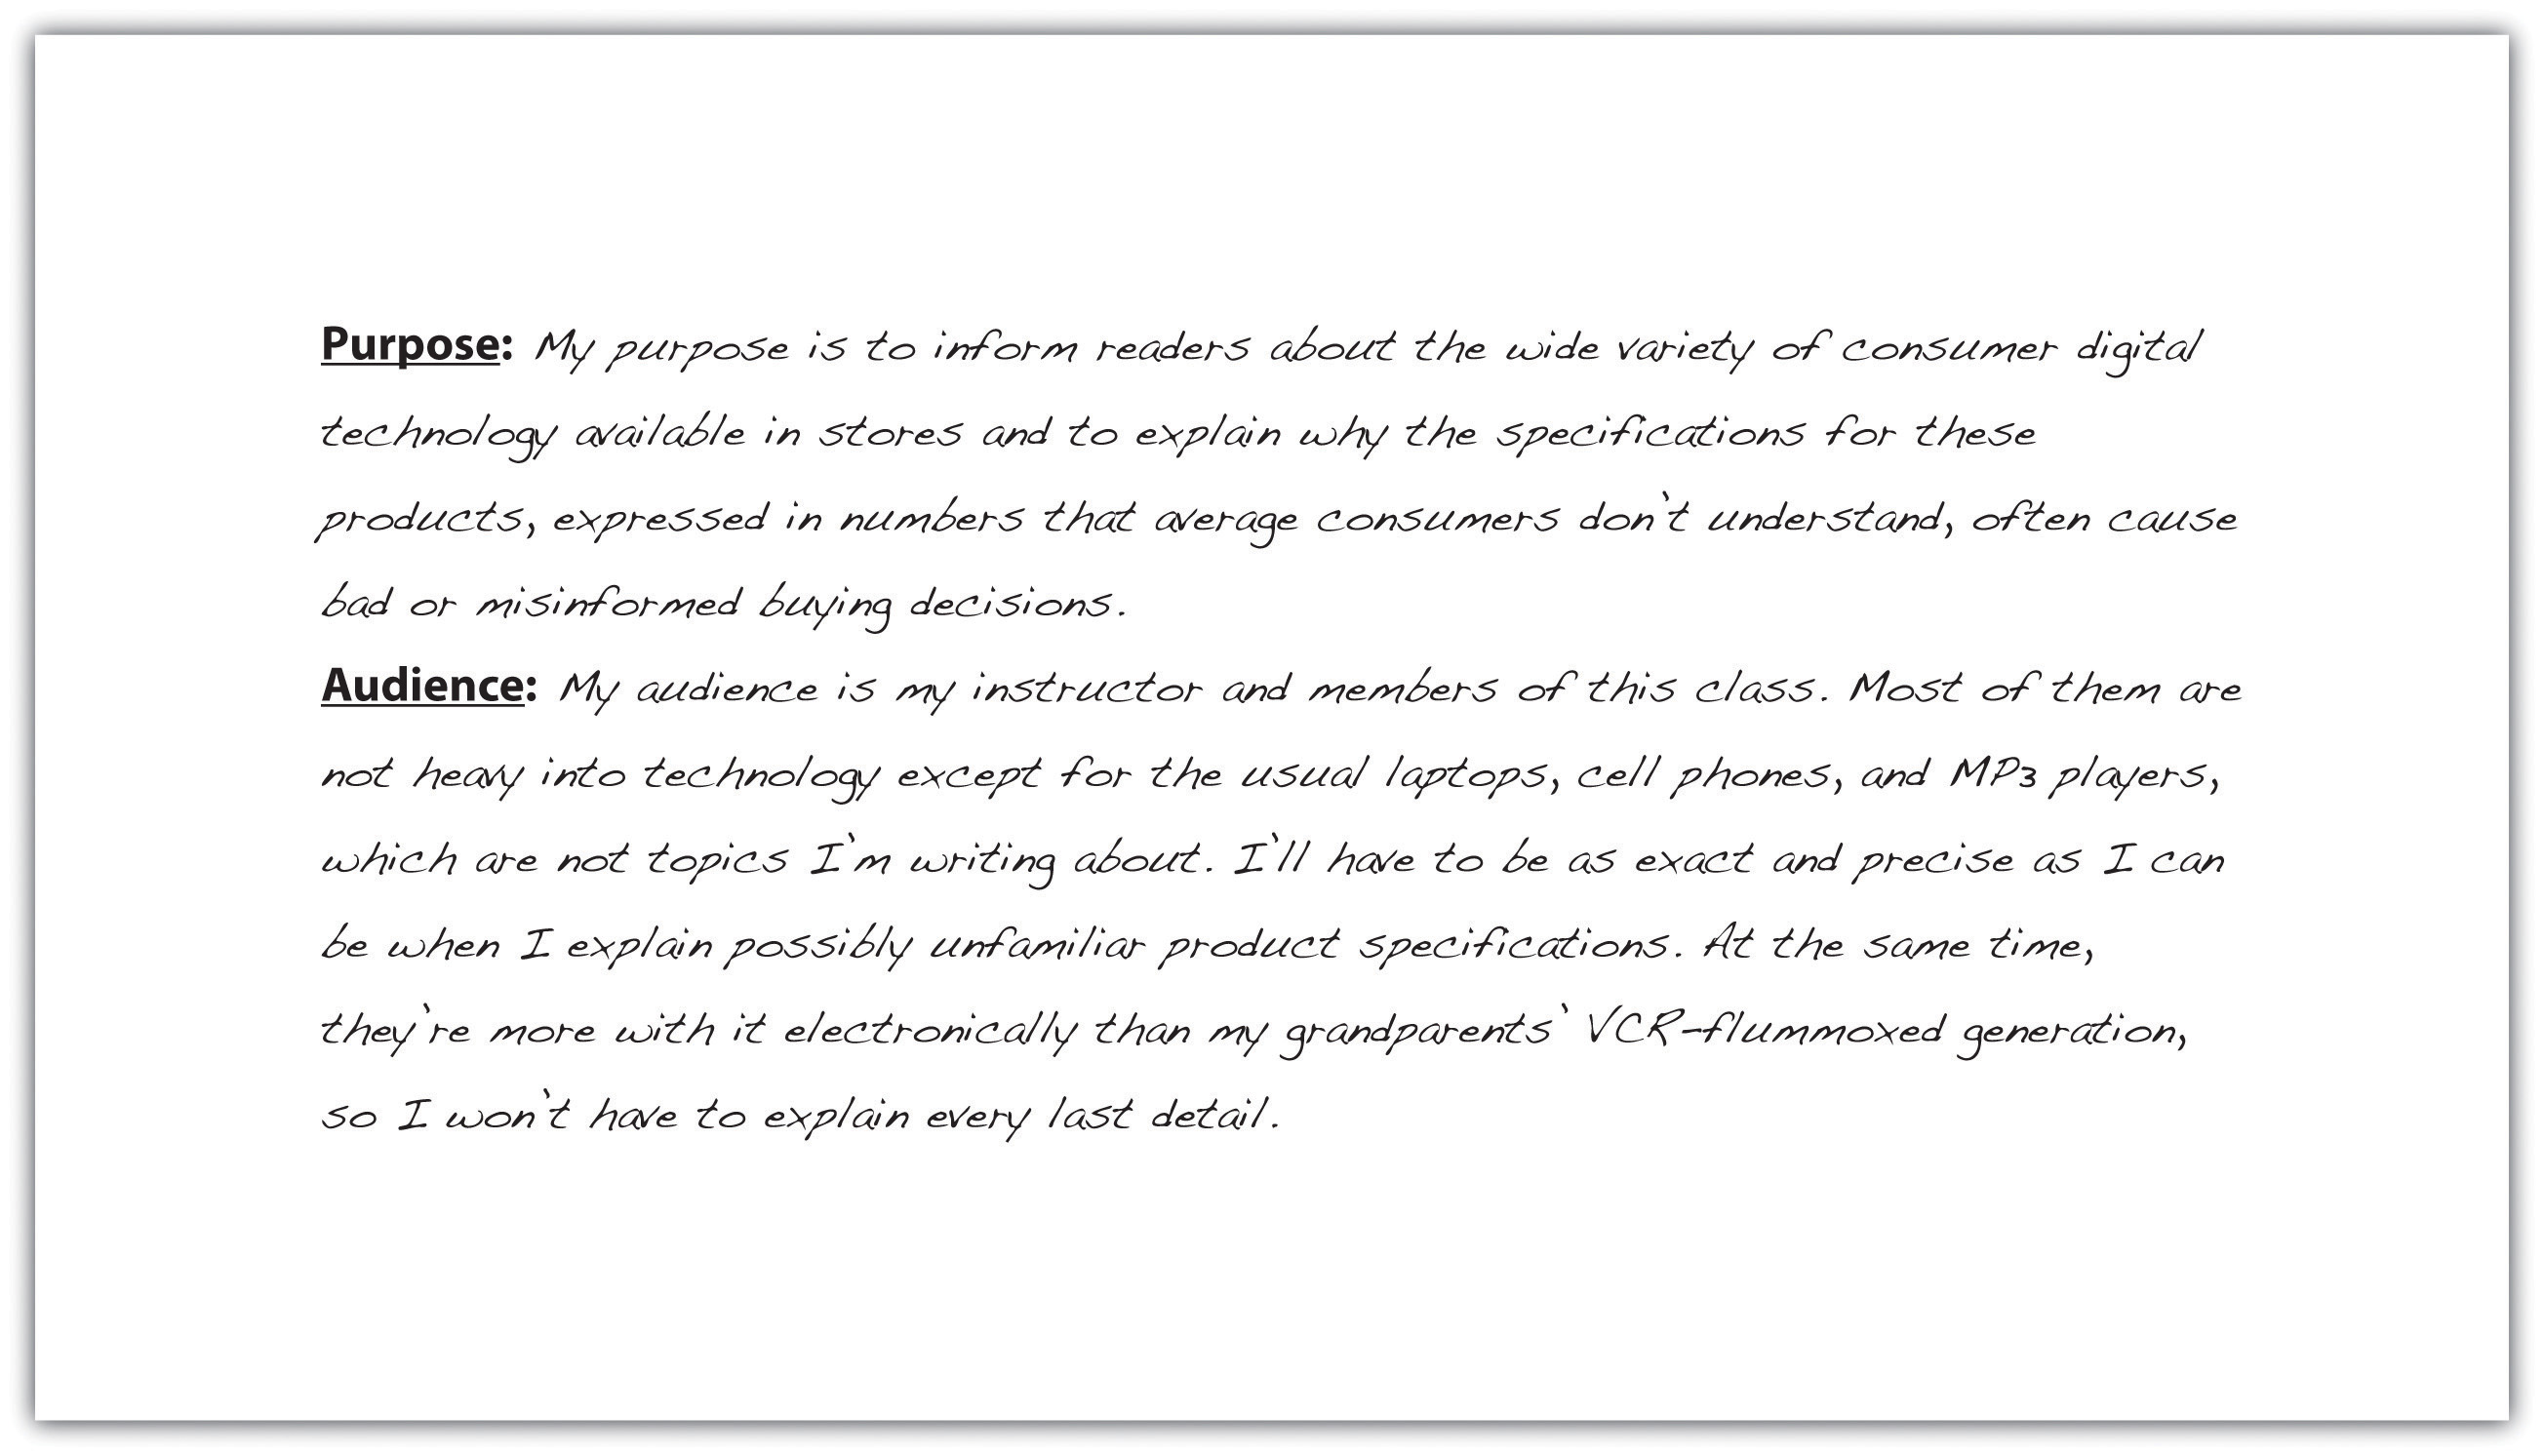 Purpose: My purpose is to inform readers about the wide variety of consumer digital
technology available in stores and to explain why the specifications for these
products, expressed in numbers that average consumers don't understand, often cause
bad or misinformed buying decisions.
Audience: My audience is my instructor and members of this class. Most of them are
not heavy into technology except for the usual laptops, cell phones, and MP3 players,
which are not topics I'm writing about. I'll have to be as exact and precise as I can
be when I explain possibly unfamiliar product specifications. At the same time,
they're more with it electronically than my grandparents' VCR-flummoxed generation,
so I won't have to explain every last detail.